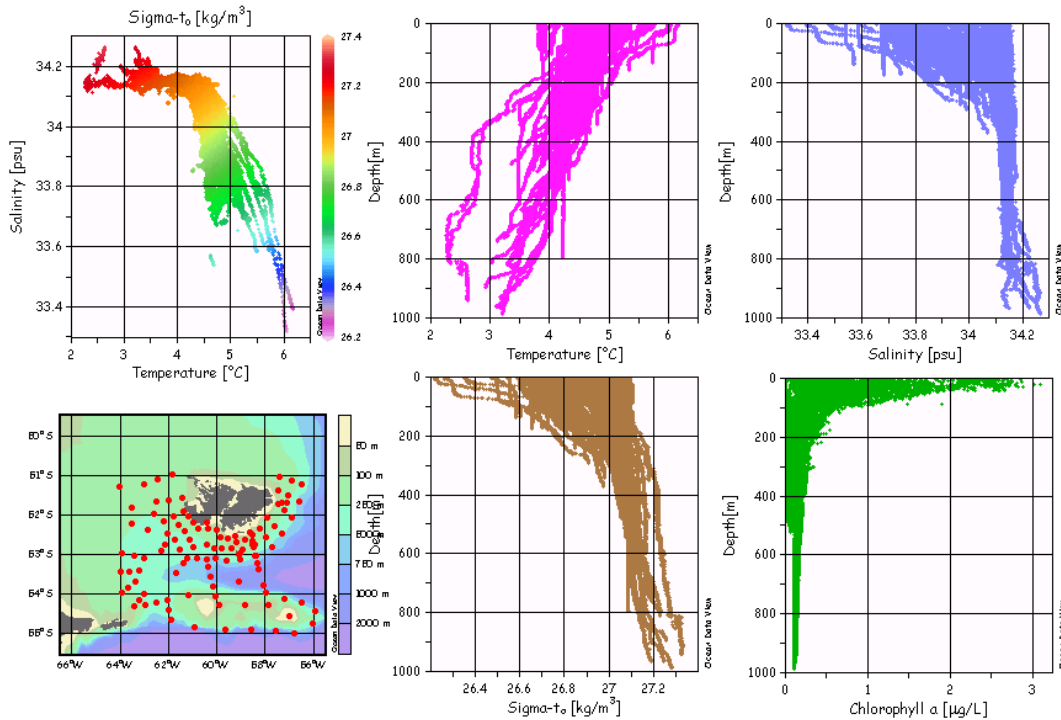 Sigma-t₀ [kg/m³]
34.2
34
33.8
33.6
33.4
Salinity [psu]
2 3 4 5 6
Temperature [°C]
27.4
27.2
27
26.8
26.6
26.4
26.2
Ocean Data View
0
200
400
600
800
1000
Depth[m]
2 3 4 5 6
Temperature [°C]
Ocean Data View
0
200
400
600
800
1000
Depth[m]
33.4 33.6 33.8 34 34.2
Salinity [psu]
Ocean Data View
51° S
52° S
53° S
54° S
55° S
66°W 64°W 62°W 60°W 58°W 56°W
100 m
1000 m
2000 m
Ocean Data View
0
200
400
600
800
1000
Depth[m]
26.4 26.6 26.8 27 27.2
Sigma-t₀ [kg/m³]
Ocean Data View
0
200
400
600
800
1000
Depth[m]
0 1 2 3
Chlorophyll a [µg/L]